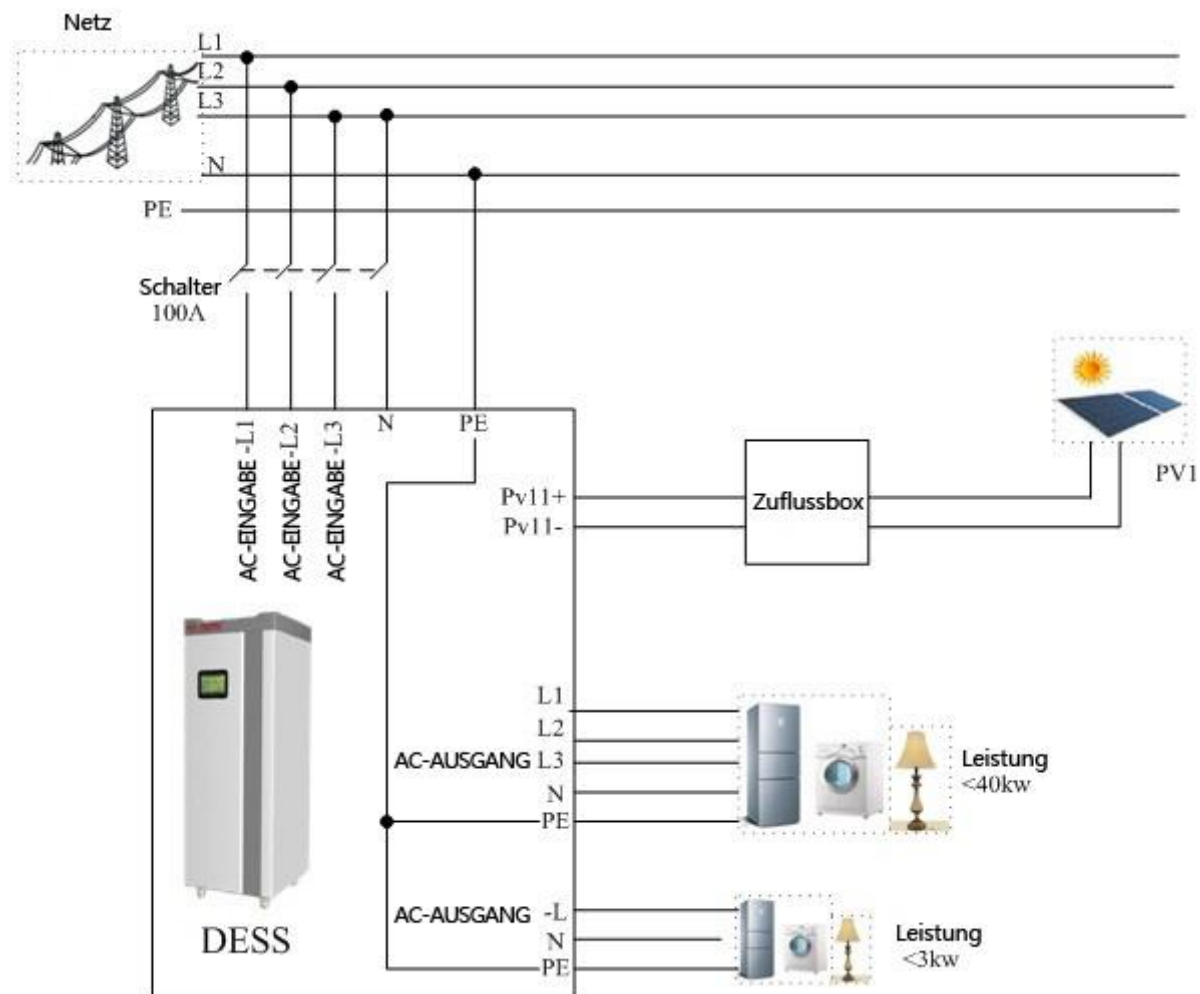 Netz
L1
L2
L3
N
PE
Schalter
100A
AC-EINGABE -L1
AC-EINGABE -L2
AC-EINGABE -L3
N
PE
Pv11+
Pv11-
Zuflussbox
PV1
DESS
L1
L2
AC-AUSGANG L3
N
PE
Leistung
<40kw
AC-AUSGANG -L
N
PE
Leistung
<3kw